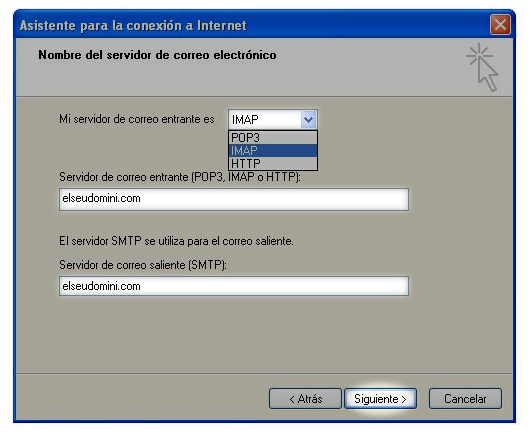 Asistente para la conexión a Internet
Nombre del servidor de correo electrónico
Mi servidor de correo entrante es IMAP
POP3
IMAP
HTTP
Servidor de correo entrante (POP3, IMAP o HTTP):
elseudomini.com
El servidor SMTP se utiliza para el correo saliente.
Servidor de correo saliente (SMTP):
elseudomini.com
< Atrás Siguiente > Cancelar